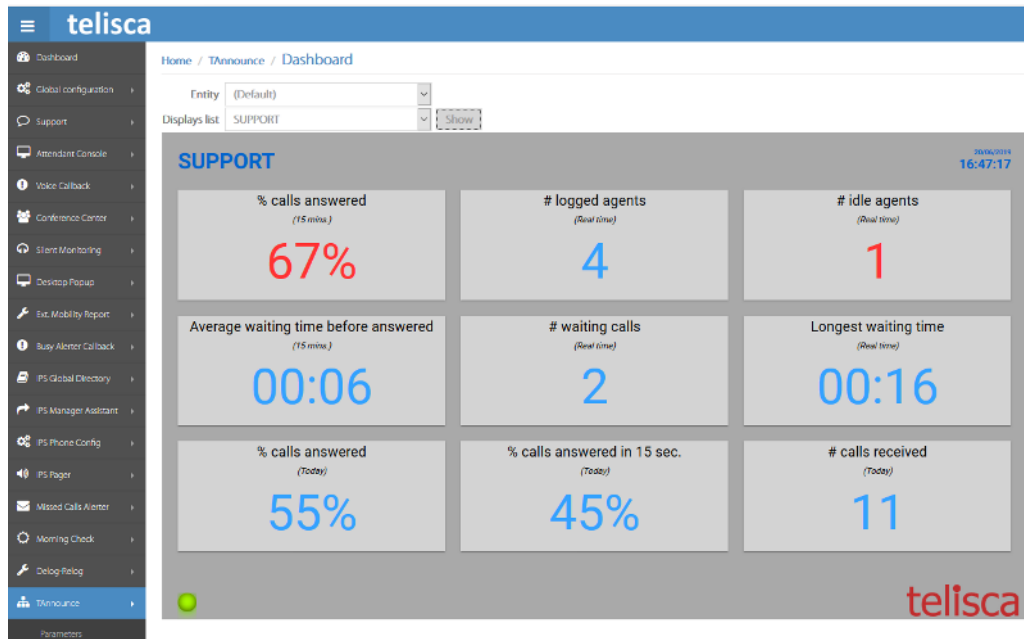 telisca
Dashboard
Global configuration
Support
Attendant Console
Voice Callback
Conference Center
Silent Monitoring
Desktop Popup
Ext. Mobility Report
Busy Alerter Callback
IPS Global Directory
IPS Manager Assistant
IPS Phone Config
IPS Pager
Missed Calls Alerter
Morning Check
Delog-Relog
TAnnounce
Parameters
Home / TAnnounce / Dashboard
Entity (Default)
Displays list SUPPORT Show
SUPPORT
20/06/2019
16:47:17
% calls answered
(15 mins.)
67%
# logged agents
(Real time)
4
# idle agents
(Real time)
1
Average waiting time before answered
(15 mins.)
00:06
# waiting calls
(Real time)
2
Longest waiting time
(Real time)
00:16
% calls answered
(Today)
55%
% calls answered in 15 sec.
(Today)
45%
# calls received
(Today)
11
telisca